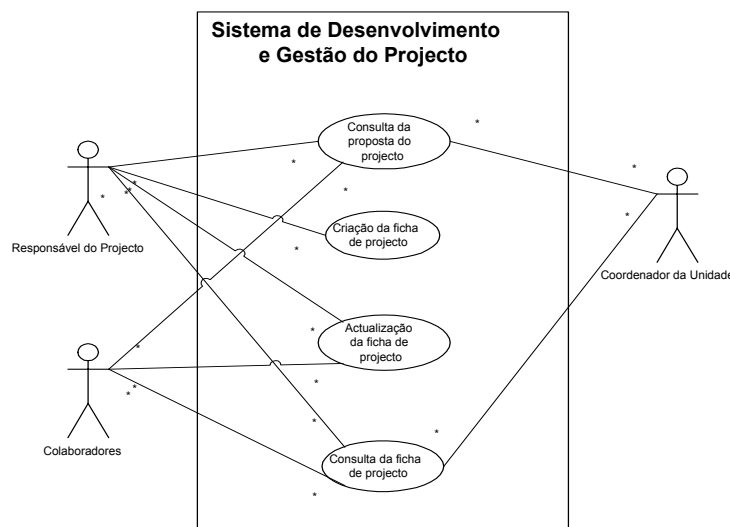 Sistema de Desenvolvimento
e Gestão do Projecto
Consulta da
proposta do
projecto
Responsável do Projecto
Criação da ficha
de projecto
Coordenador da Unidade
Actualização
da ficha de
projecto
Colaboradores
Consulta da ficha
de projecto